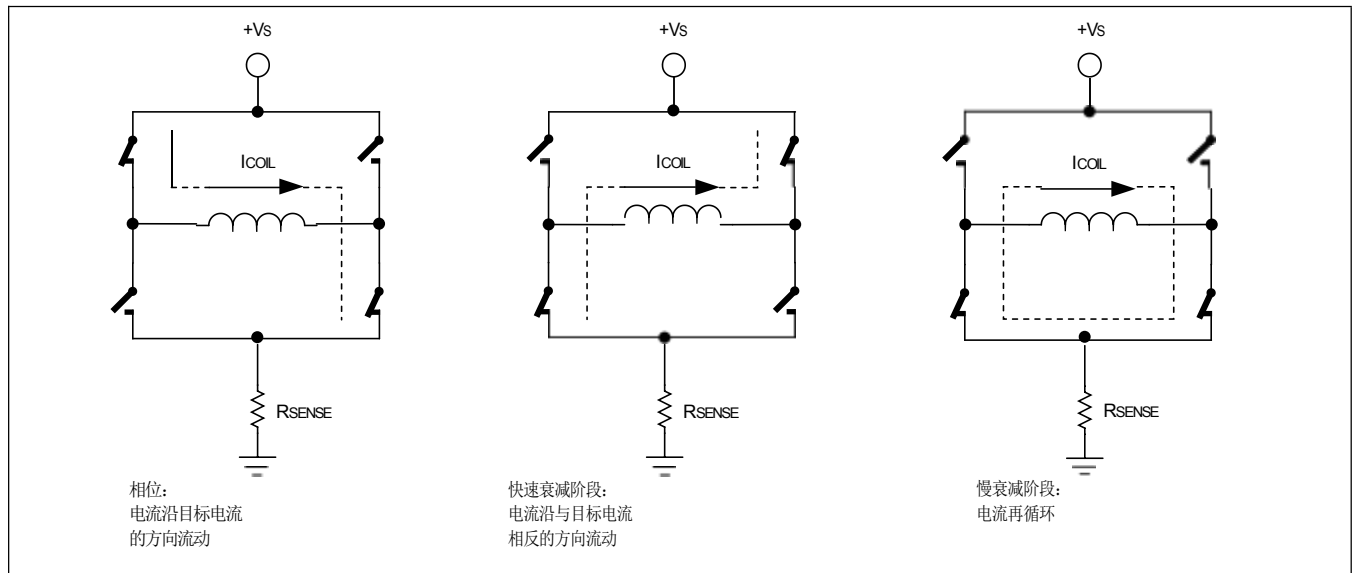 +VS
+VS
+VS
ICOIL
ICOIL
ICOIL
RSENSE
RSENSE
RSENSE
相位：
电流沿目标电流
的方向流动
快速衰减阶段：
电流沿与目标电流
相反的方向流动
慢衰减阶段：
电流再循环